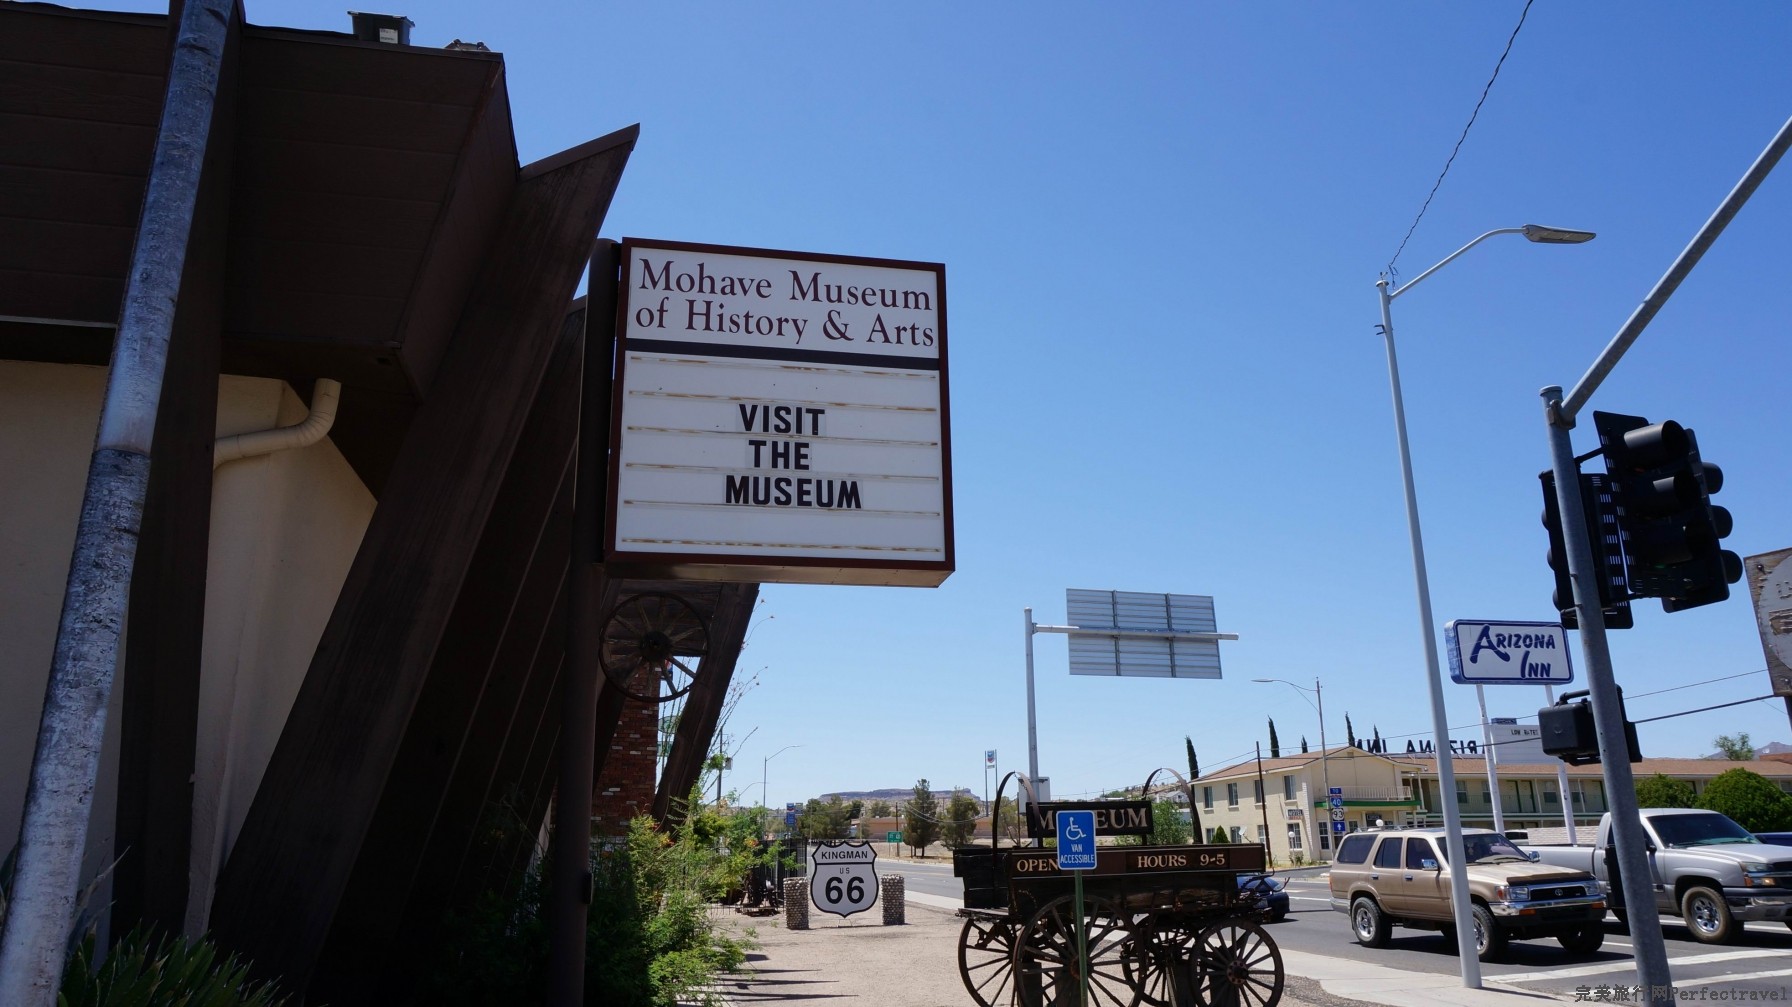 Mohave Museum
of History & Arts
VISIT
THE
MUSEUM
ARIZONA
INN
ARIZONA INN
KINGMAN
US
66
VAN
ACCESSIBLE
OPEN
HOURS 9-5
40
93
完美旅行网Perfectravel